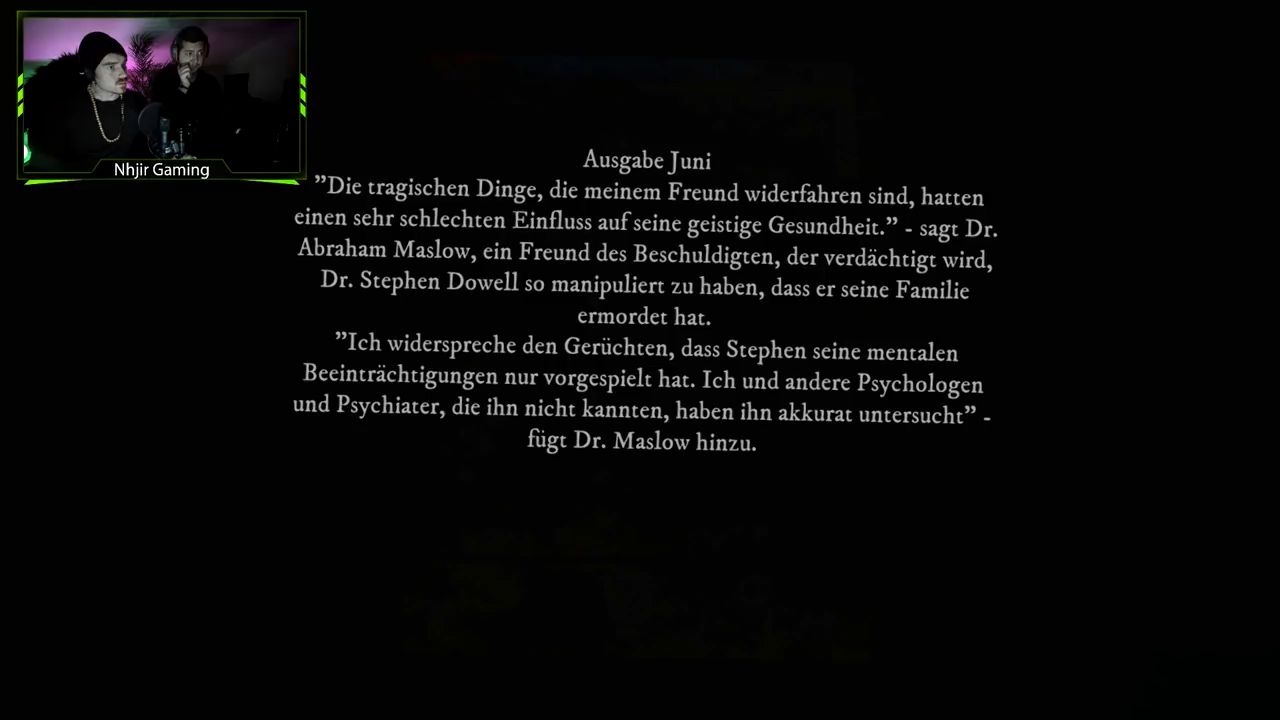 Nhjir Gaming
Ausgabe Juni
”Die tragischen Dinge, die meinem Freund widerfahren sind, hatten
einen sehr schlechten Einfluss auf seine geistige Gesundheit.” - sagt Dr.
Abraham Maslow, ein Freund des Beschuldigten, der verdächtigt wird,
Dr. Stephen Dowell so manipuliert zu haben, dass er seine Familie
ermordet hat.
”Ich widerspreche den Gerüchten, dass Stephen seine mentalen
Beeinträchtigungen nur vorgespielt hat. Ich und andere Psychologen
und Psychiater, die ihn nicht kannten, haben ihn akkurat untersucht” -
fügt Dr. Maslow hinzu.